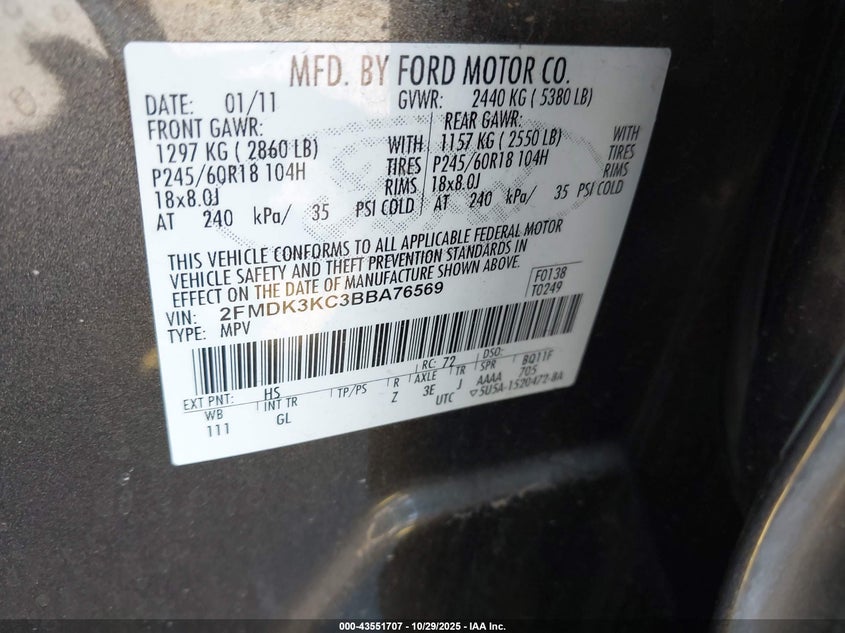 MFD. BY FORD MOTOR CO.
DATE: 01/11 GVWR: 2440 KG ( 5380 LB)
FRONT GAWR: REAR GAWR:
1297 KG ( 2860 LB) WITH 1157 KG ( 2550 LB) WITH
P245/60R18 104H TIRES P245/60R18 104H TIRES
18x8.0J RIMS 18x8.0J RIMS
AT 240 kPa/ 35 PSI COLD AT 240 kPa/ 35 PSI COLD
THIS VEHICLE CONFORMS TO ALL APPLICABLE FEDERAL MOTOR
VEHICLE SAFETY AND THEFT PREVENTION STANDARDS IN
EFFECT ON THE DATE OF MANUFACTURE SHOWN ABOVE.
F0138
T0249
VIN: 2FMDK3KC3BBA76569
TYPE: MPV
RC: 72 DSO:
EXT PNT: HS
WB INT TR TP/PS R AXLE TR SPR BQ11F
111 GL Z 3E J AAAA 705
UTC ▽5U5A-1520472-BA
000-43551707 - 10/29/2025 - IAA Inc.